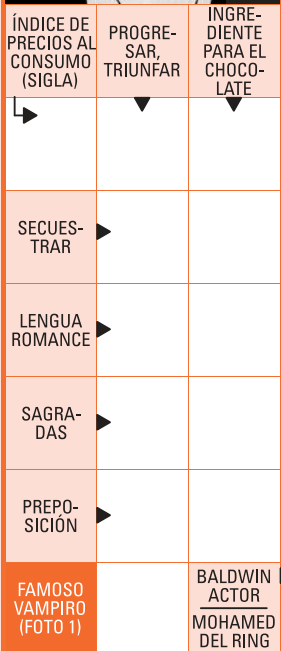 ÍNDICE DE
PRECIOS AL
CONSUMO
(SIGLA)
PROGRE-
SAR,
TRIUNFAR
INGRE-
DIENTE
PARA EL
CHOCO-
LATE
SECUES-
TRAR
LENGUA
ROMANCE
SAGRA-
DAS
PREPO-
SICIÓN
FAMOSO
VAMPIRO
(FOTO 1)
BALDWIN
ACTOR
MOHAMED
DEL RING